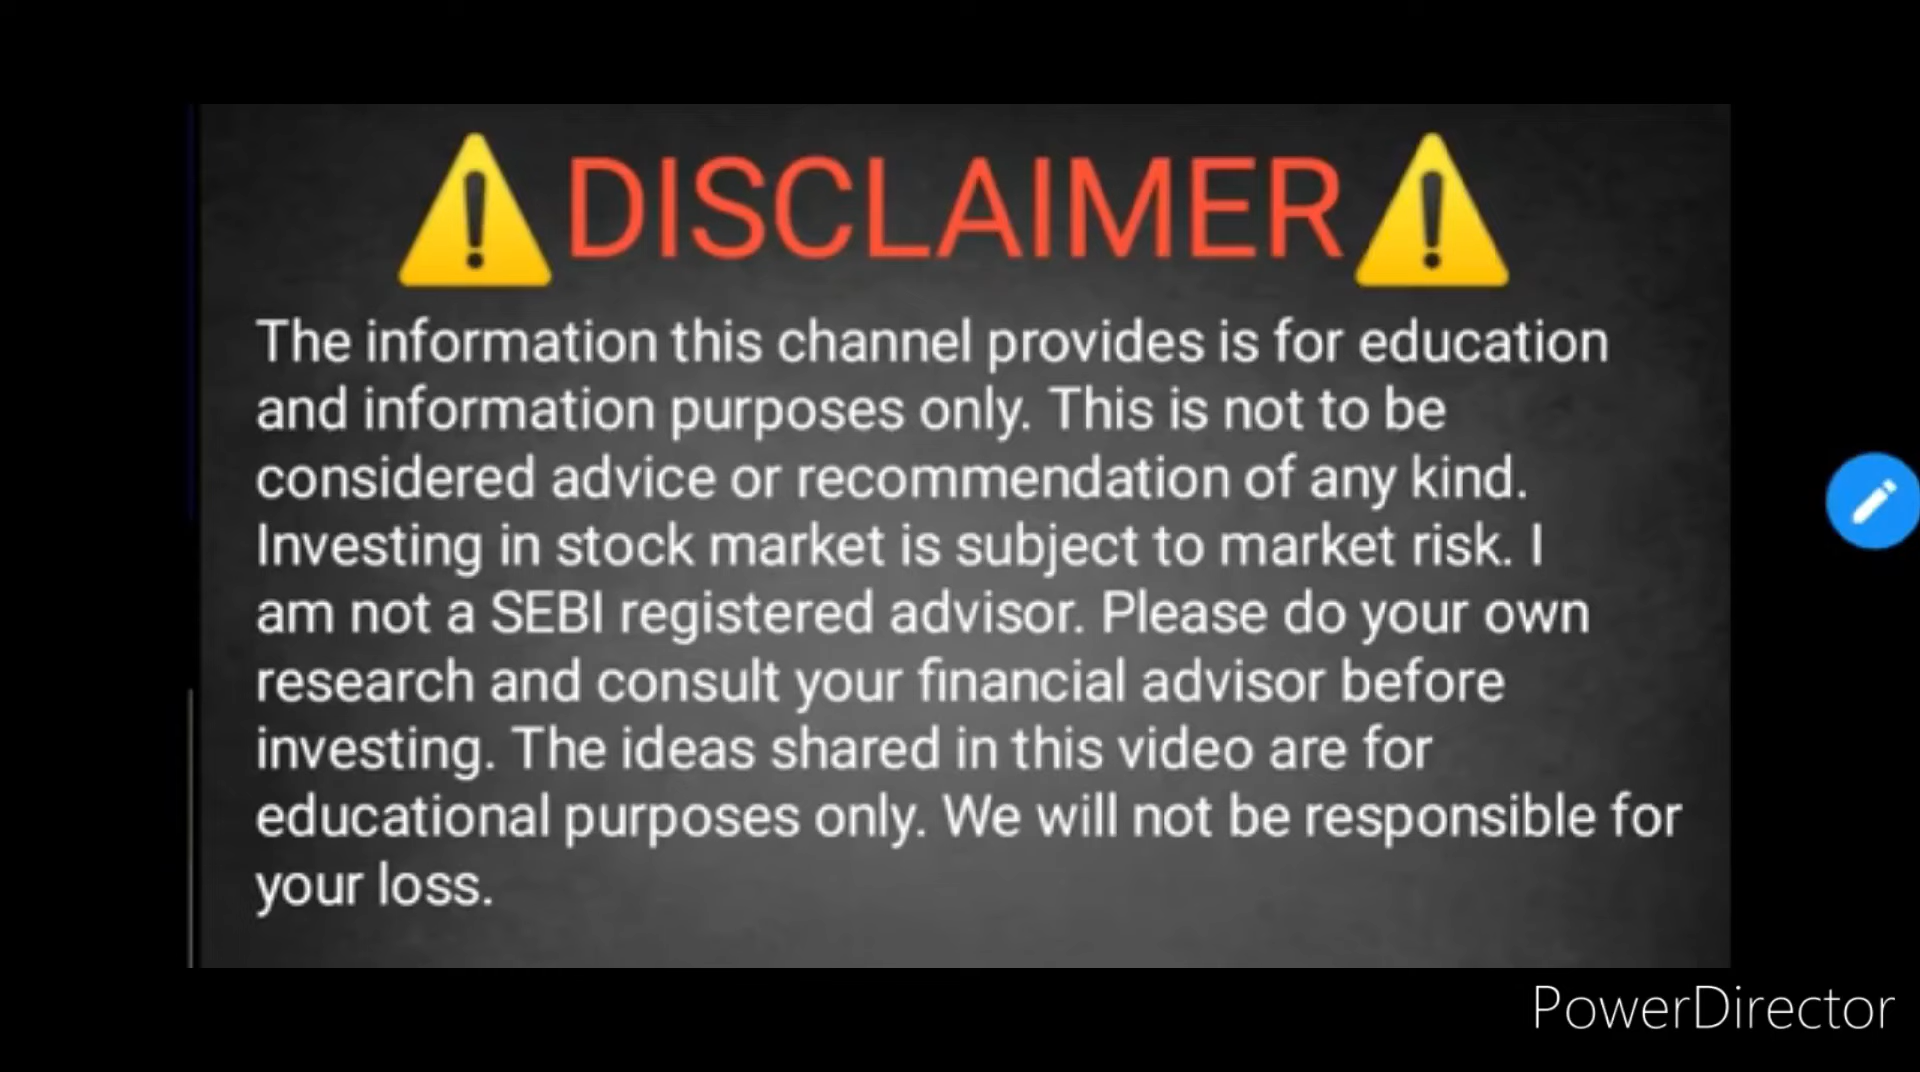 ⚠DISCLAIMER⚠
The information this channel provides is for education
and information purposes only. This is not to be
considered advice or recommendation of any kind.
Investing in stock market is subject to market risk. I
am not a SEBI registered advisor. Please do your own
research and consult your financial advisor before
investing. The ideas shared in this video are for
educational purposes only. We will not be responsible for
your loss.
PowerDirector